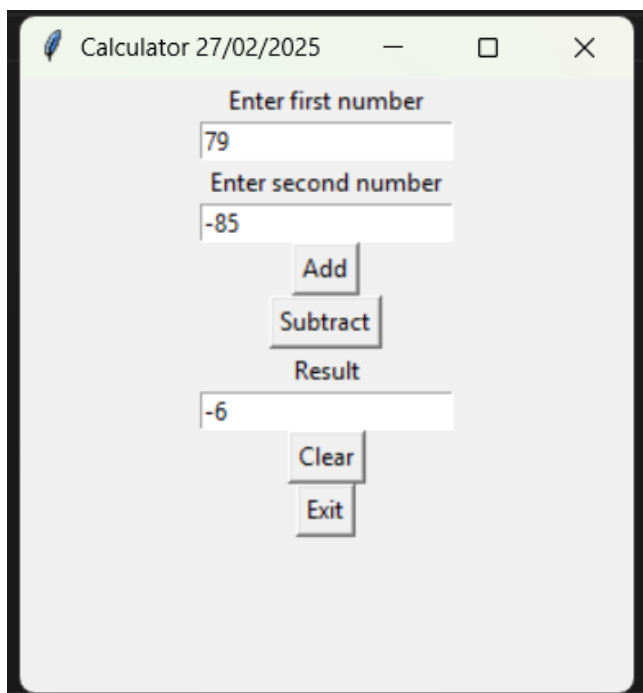 Calculator 27/02/2025
Enter first number
79
Enter second number
-85
Add
Subtract
Result
-6
Clear
Exit